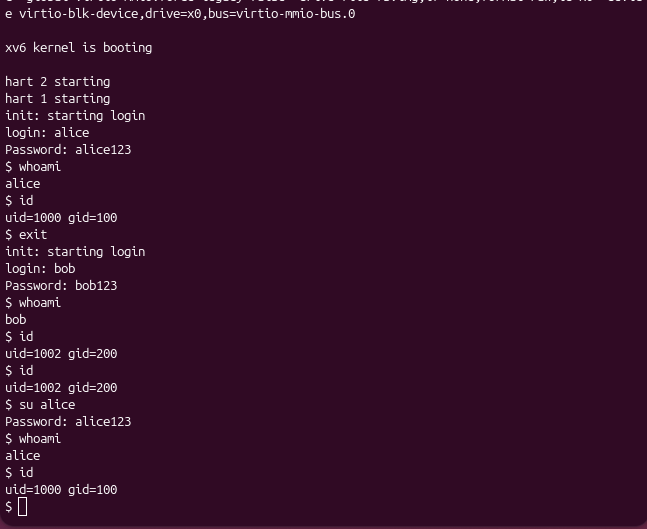 e virtio-blk-device,drive=x0,bus=virtio-mmio-bus.0
xv6 kernel is booting
hart 2 starting
hart 1 starting
init: starting login
login: alice
Password: alice123
$ whoami
alice
$ id
uid=1000 gid=100
$ exit
init: starting login
login: bob
Password: bob123
$ whoami
bob
$ id
uid=1002 gid=200
$ id
uid=1002 gid=200
$ su alice
Password: alice123
$ whoami
alice
$ id
uid=1000 gid=100
$